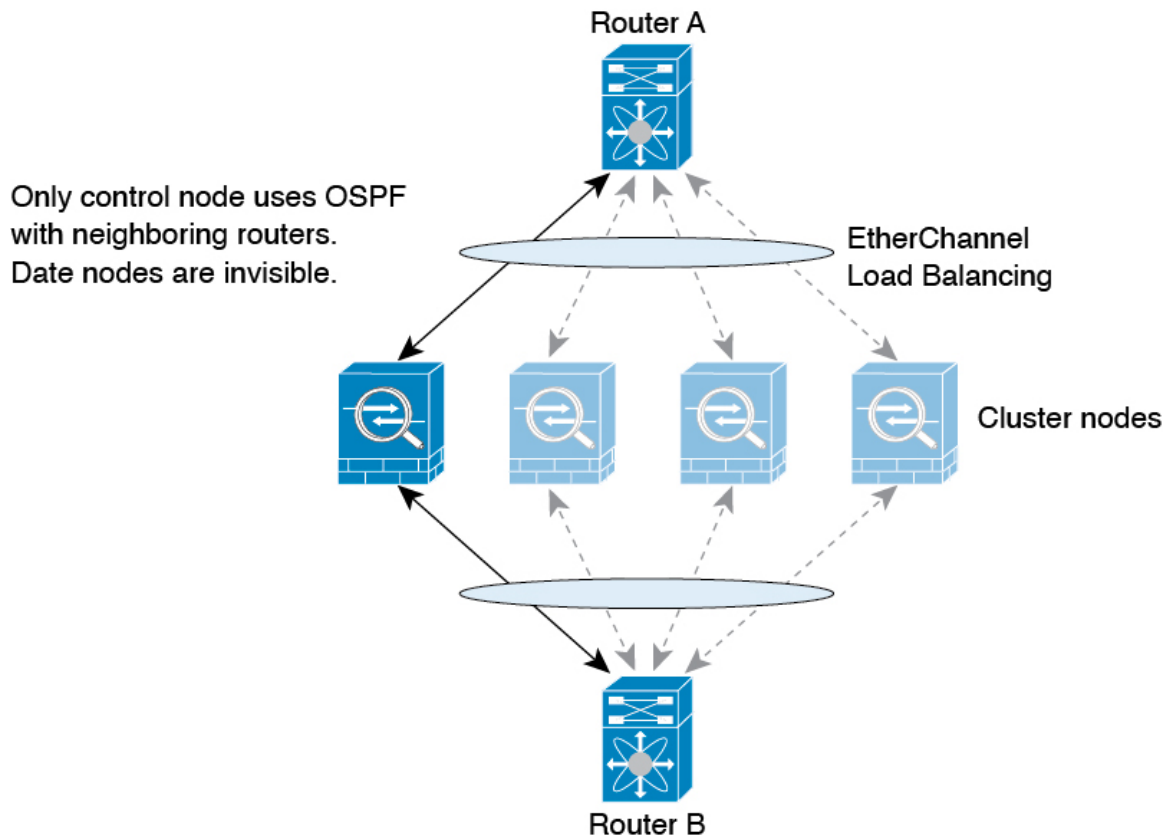 Router A
Only control node uses OSPF
with neighboring routers.
Date nodes are invisible.
EtherChannel
Load Balancing
Cluster nodes
Router B